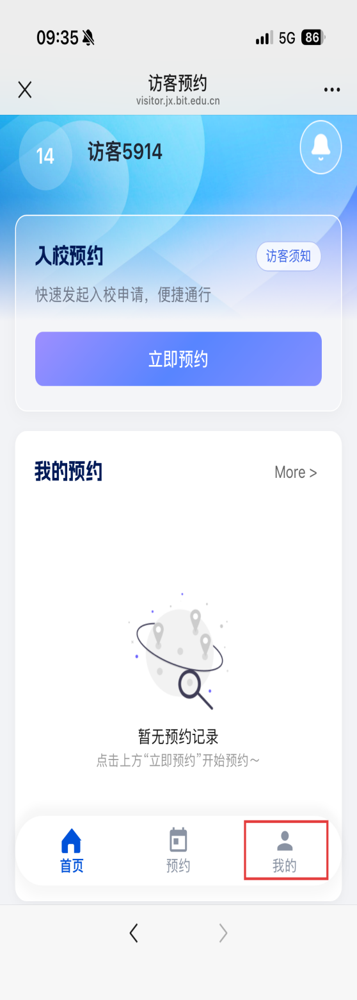 09:35
5G 86
访客预约
visitor.jx.bit.edu.cn
14
访客5914
入校预约
访客须知
快速发起入校申请，便捷通行
立即预约
我的预约
More >
暂无预约记录
点击上方“立即预约”开始预约～
首页
预约
我的